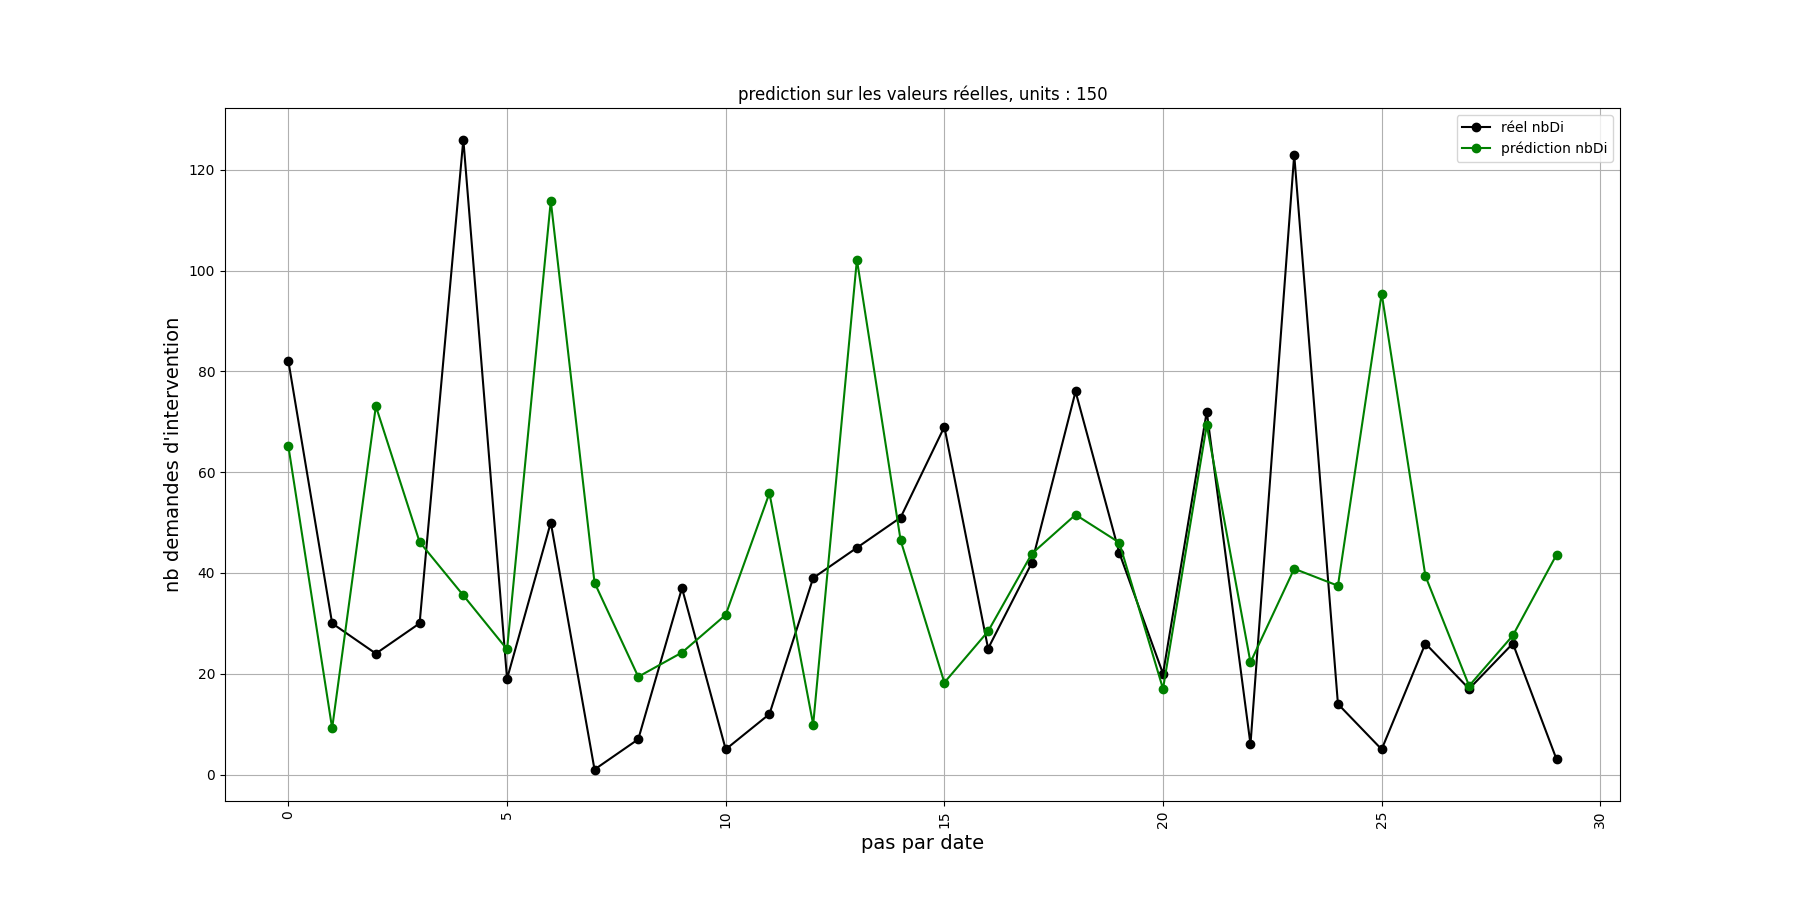 prediction sur les valeurs réelles, units : 150
réel nbDi
prédiction nbDi
nb demandes d'intervention
120
100
80
60
40
20
0
0
5
10
15
20
25
30
pas par date